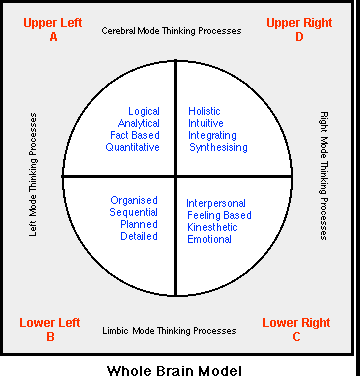 Upper Left
A
Cerebral Mode Thinking Processes
Upper Right
D
Logical
Analytical
Fact Based
Quantitative
Holistic
Intuitive
Integrating
Synthesising
Left Mode Thinking Processes
Right Mode Thinking Processes
Organised
Sequential
Planned
Detailed
Interpersonal
Feeling Based
Kinesthetic
Emotional
Lower Left
B
Limbic Mode Thinking Processes
Lower Right
C
Whole Brain Model